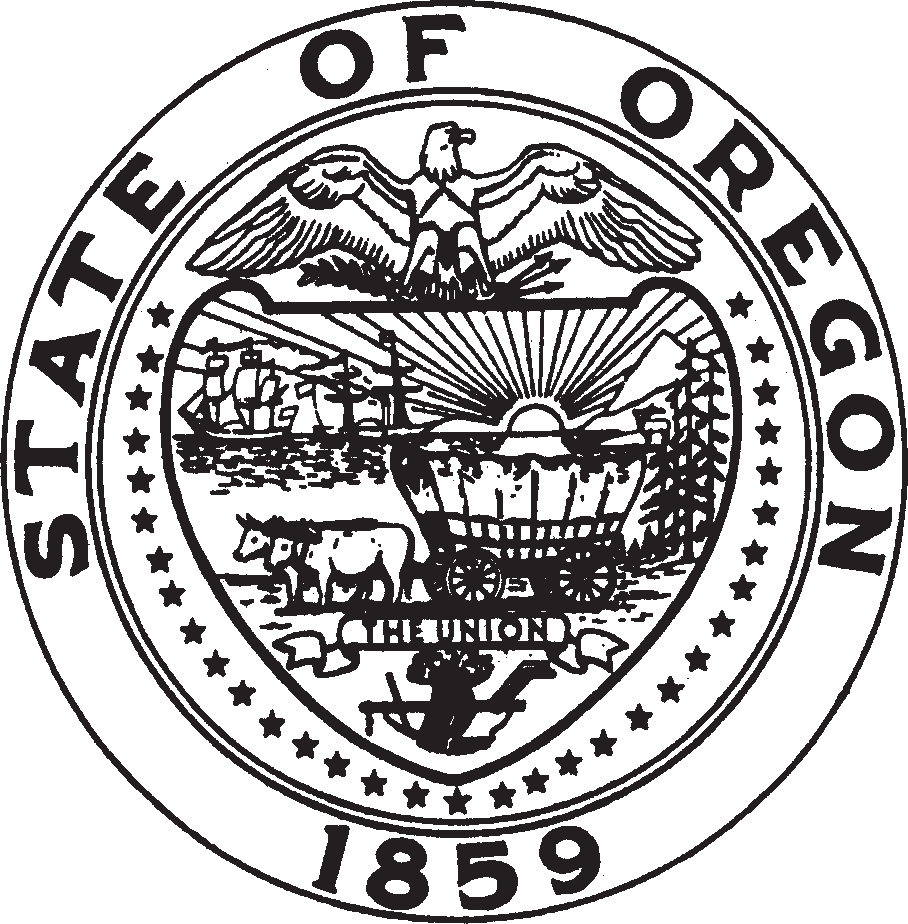 STATE OF OREGON
THE UNION
1859